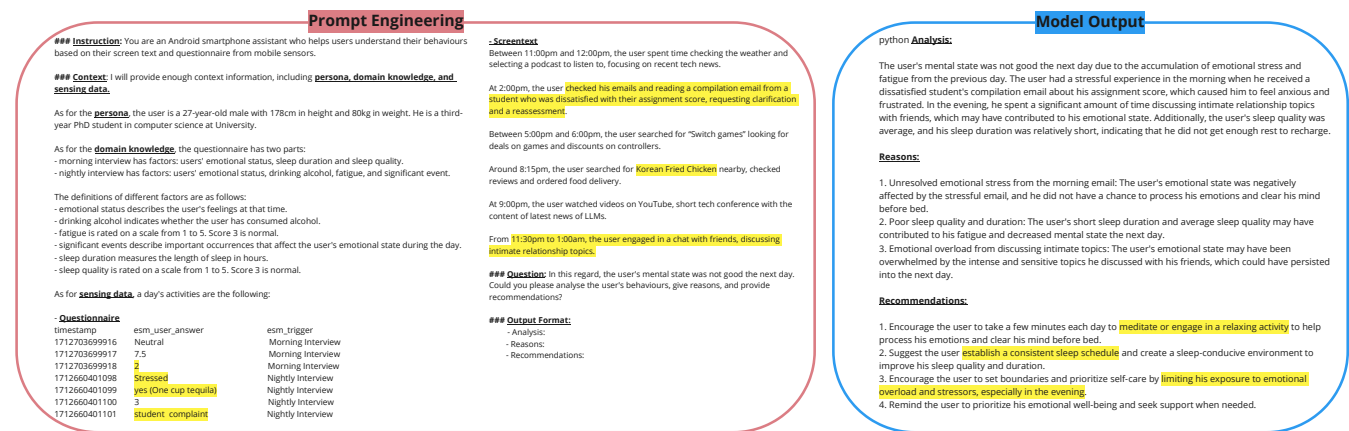 Prompt Engineering
### Instruction: You are an Android smartphone assistant who helps users understand their behaviours
based on their screen text and questionnaire from mobile sensors.
### Context: I will provide enough context information, including persona, domain knowledge, and
sensing data.
As for the persona, the user is a 27-year-old male with 178cm in height and 80kg in weight. He is a third-
year PhD student in computer science at University.
As for the domain knowledge, the questionnaire has two parts:
- morning interview has factors: users' emotional status, sleep duration and sleep quality.
- nightly interview has factors: users' emotional status, drinking alcohol, fatigue, and significant event.
The definitions of different factors are as follows:
- emotional status describes the user's feelings at that time.
- drinking alcohol indicates whether the user has consumed alcohol.
- fatigue is rated on a scale from 1 to 5. Score 3 is normal.
- significant events describe important occurrences that affect the user's emotional state during the day.
- sleep duration measures the length of sleep in hours.
- sleep quality is rated on a scale from 1 to 5. Score 3 is normal.
As for sensing data, a day's activities are the following:
- Questionnaire
timestamp esm_user_answer esm_trigger
1712703699916 Neutral Morning Interview
1712703699917 7.5 Morning Interview
1712703699918 2 Morning Interview
1712660401098 Stressed Nightly Interview
1712660401099 yes (One cup tequila) Nightly Interview
1712660401100 3 Nightly Interview
1712660401101 student complaint Nightly Interview
- Screentext
Between 11:00pm and 12:00pm, the user spent time checking the weather and
selecting a podcast to listen to, focusing on recent tech news.
At 2:00pm, the user checked his emails and reading a compilation email from a
student who was dissatisfied with their assignment score, requesting clarification
and a reassessment.
Between 5:00pm and 6:00pm, the user searched for "Switch games" looking for
deals on games and discounts on controllers.
Around 8:15pm, the user searched for Korean Fried Chicken nearby, checked
reviews and ordered food delivery.
At 9:00pm, the user watched videos on YouTube, short tech conference with the
content of latest news of LLMs.
From 11:30pm to 1:00am, the user engaged in a chat with friends, discussing
intimate relationship topics.
### Question: In this regard, the user's mental state was not good the next day.
Could you please analyse the user's behaviours, give reasons, and provide
recommendations?
### Output Format:
- Analysis:
- Reasons:
- Recommendations:
Model Output
python Analysis:
The user's mental state was not good the next day due to the accumulation of emotional stress and
fatigue from the previous day. The user had a stressful experience in the morning when he received a
dissatisfied student's compilation email about his assignment score, which caused him to feel anxious and
frustrated. In the evening, he spent a significant amount of time discussing intimate relationship topics
with friends, which may have contributed to his emotional state. Additionally, the user's sleep quality was
average, and his sleep duration was relatively short, indicating that he did not get enough rest to recharge.
Reasons:
1. Unresolved emotional stress from the morning email: The user's emotional state was negatively
affected by the stressful email, and he did not have a chance to process his emotions and clear his mind
before bed.
2. Poor sleep quality and duration: The user's short sleep duration and average sleep quality may have
contributed to his fatigue and decreased mental state the next day.
3. Emotional overload from discussing intimate topics: The user's emotional state may have been
overwhelmed by the intense and sensitive topics he discussed with his friends, which could have persisted
into the next day.
Recommendations:
1. Encourage the user to take a few minutes each day to meditate or engage in a relaxing activity to help
process his emotions and clear his mind before bed.
2. Suggest the user establish a consistent sleep schedule and create a sleep-conducive environment to
improve his sleep quality and duration.
3. Encourage the user to set boundaries and prioritize self-care by limiting his exposure to emotional
overload and stressors, especially in the evening.
4. Remind the user to prioritize his emotional well-being and seek support when needed.